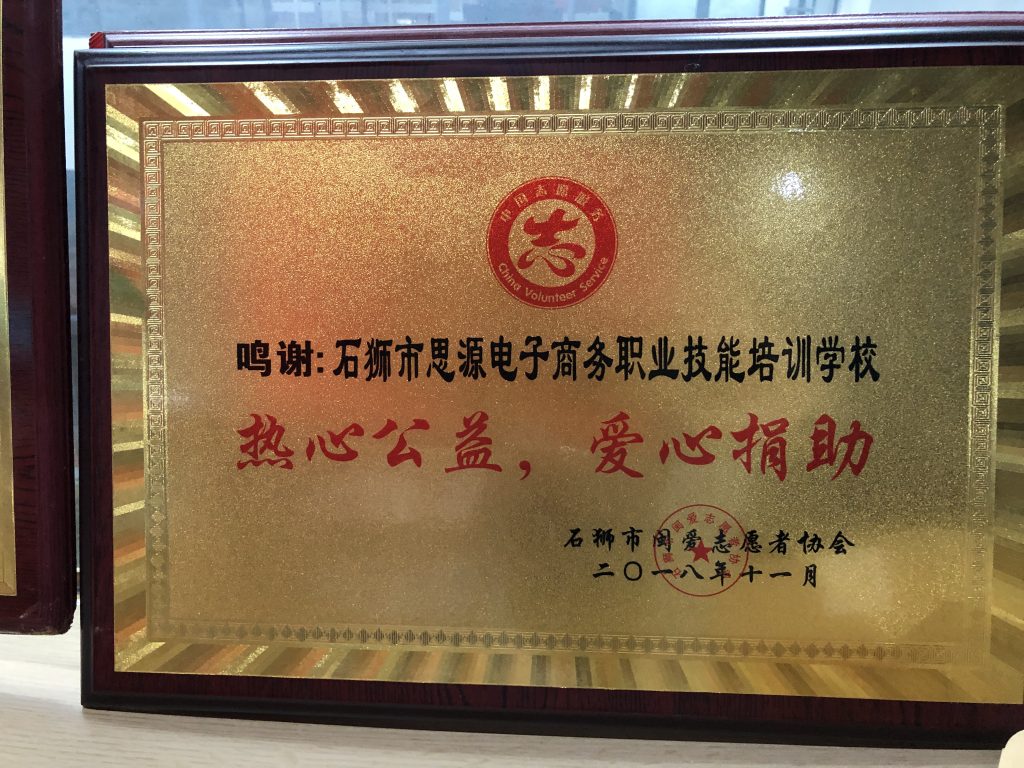 中国志愿服务
志
China Volunteer Service
鸣谢:石狮市思源电子商务职业技能培训学校
热心公益，爱心捐助
石狮市闽爱志愿者协会
二〇一八年十一月